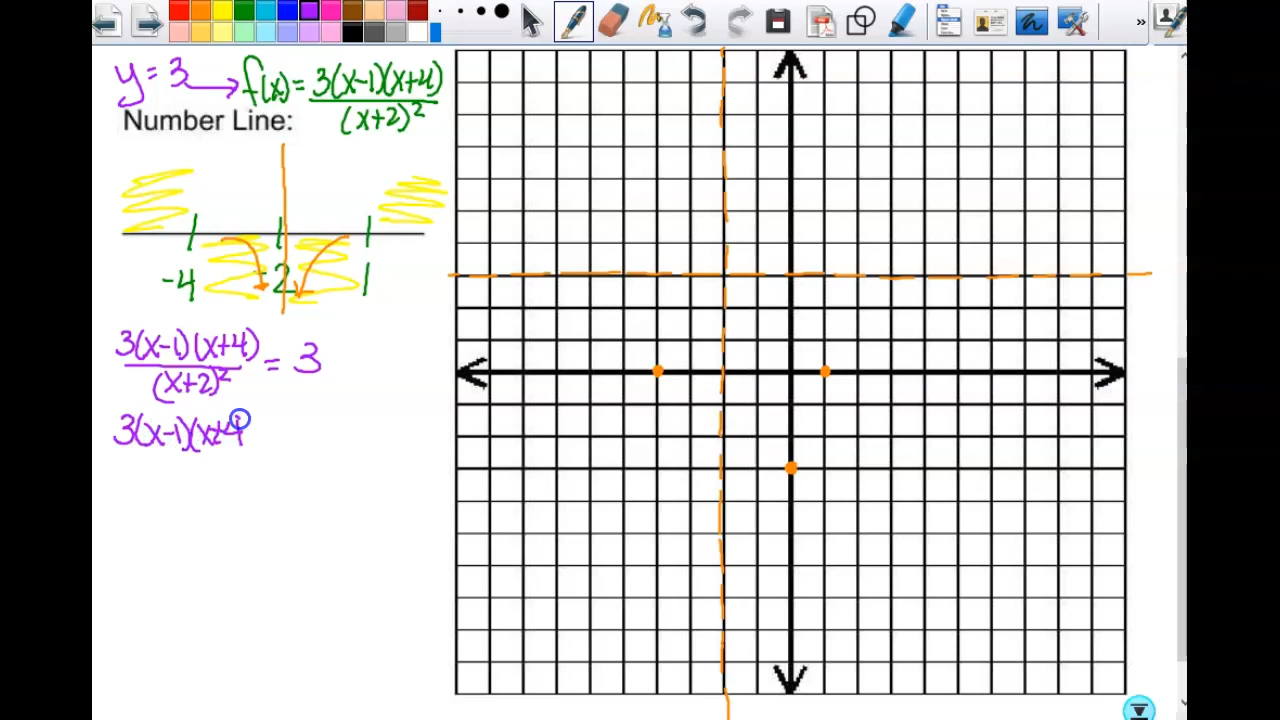 y = 3 → f(x) = 3(x-1)(x+4) / (x+2)²
Number Line:
-4 -2 1
3(x-1)(x+4) / (x+2)² = 3
3(x-1)(x+4